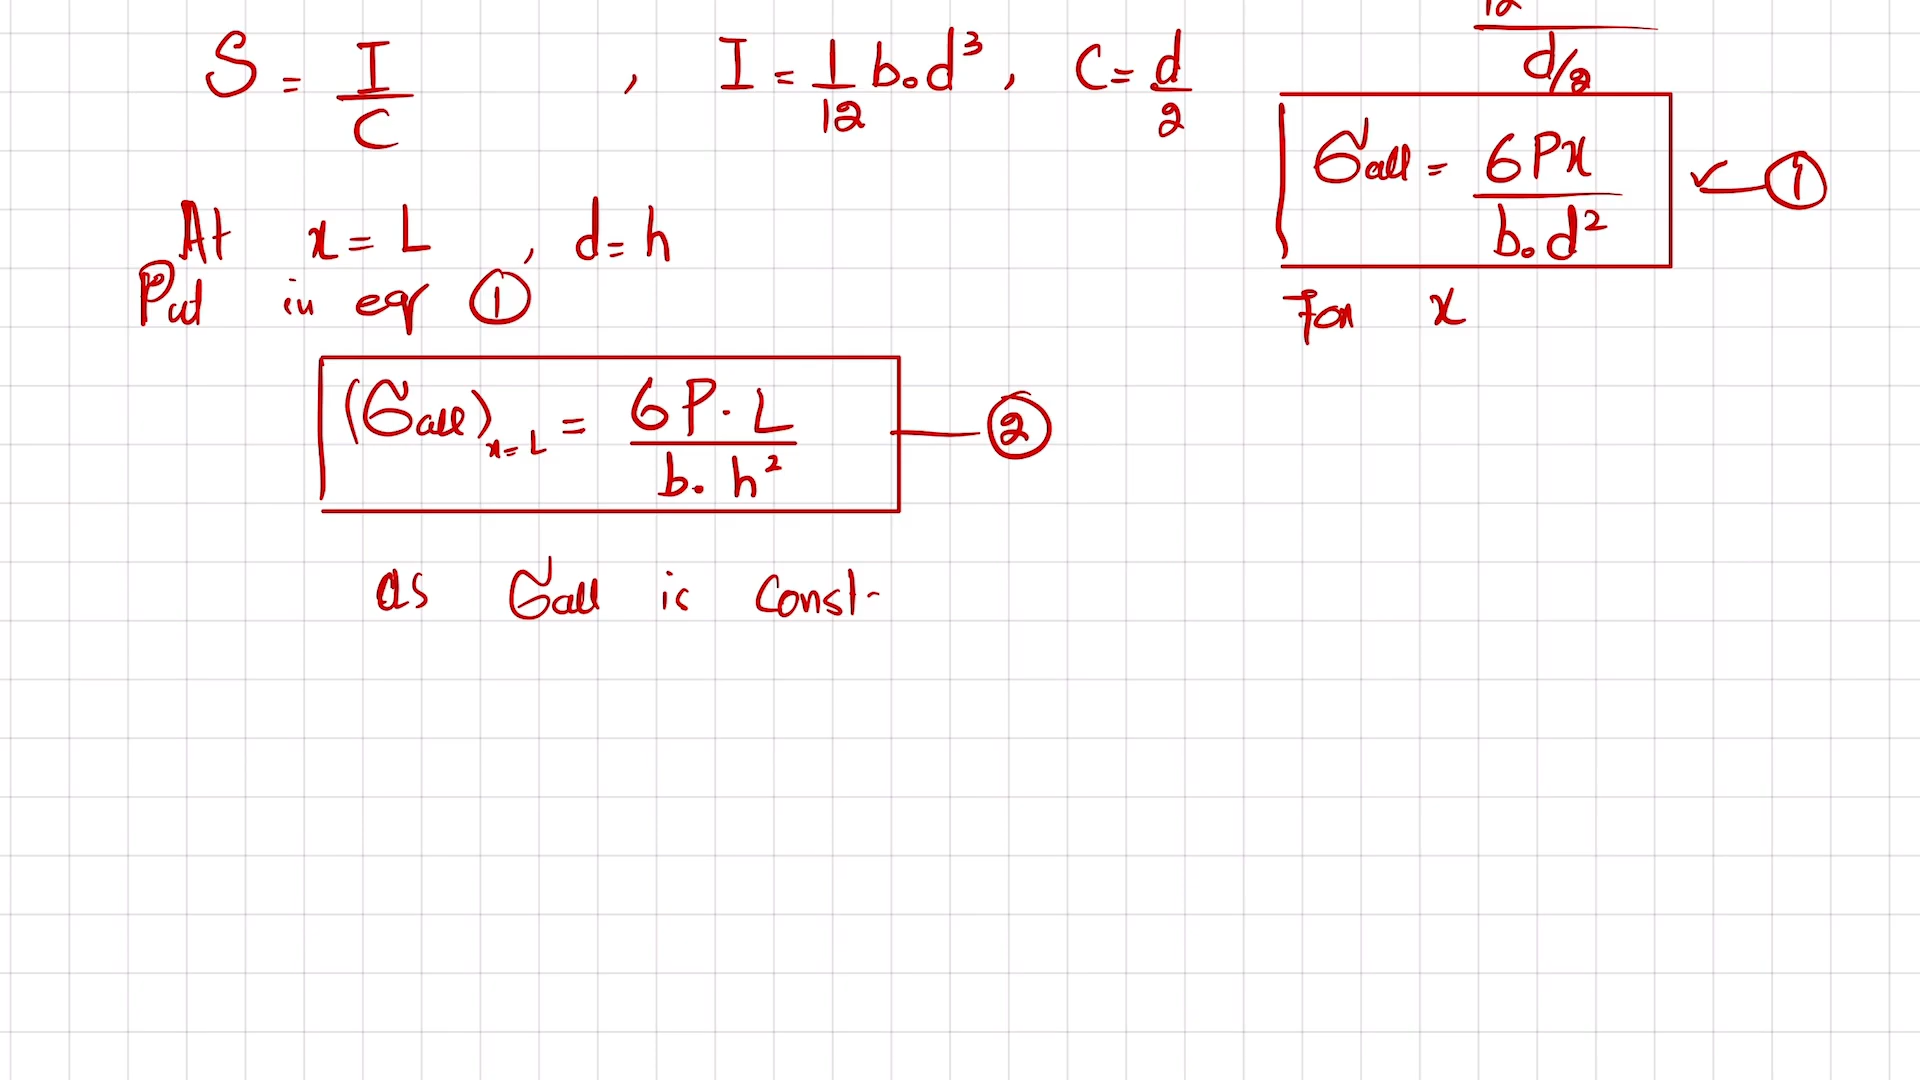 S = I/C , I = 1/12 b₀d³, C = d/2
12
d/2
σall = 6Px / b₀d² ①
At x = L , d = h
For x
Put in eq ①
(σall)x=L = 6P·L / b₀ h² ②
as σall is const.